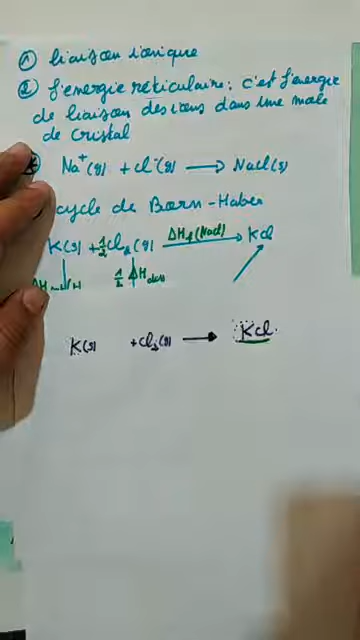 ① liaison ionique
② l'énergie réticulaire : c'est l'énergie
de liaison des ions dans une mole
de cristal
Na⁺(g) + Cl⁻(g) → NaCl(s)
cycle de Born-Haber
K(s) + ½Cl₂(g) ΔHf(NaCl) → KCl
½ ΔHdiss
K(s) + Cl₂(g) → KCl